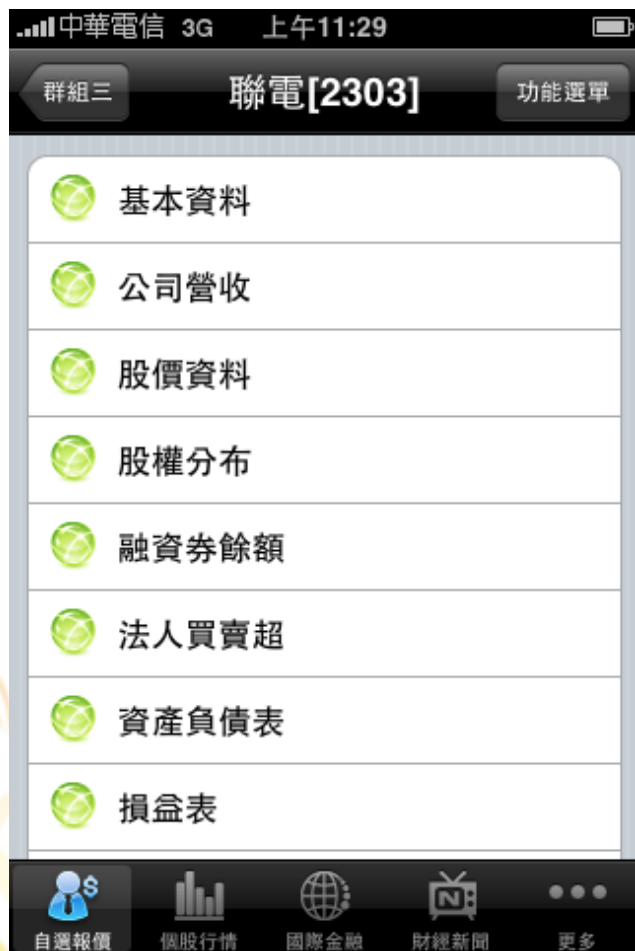 中華電信 3G 上午11:29
群組三 聯電[2303] 功能選單
基本資料
公司營收
股價資料
股權分布
融資券餘額
法人買賣超
資產負債表
損益表
自選報價 個股行情 國際金融 財經新聞 更多